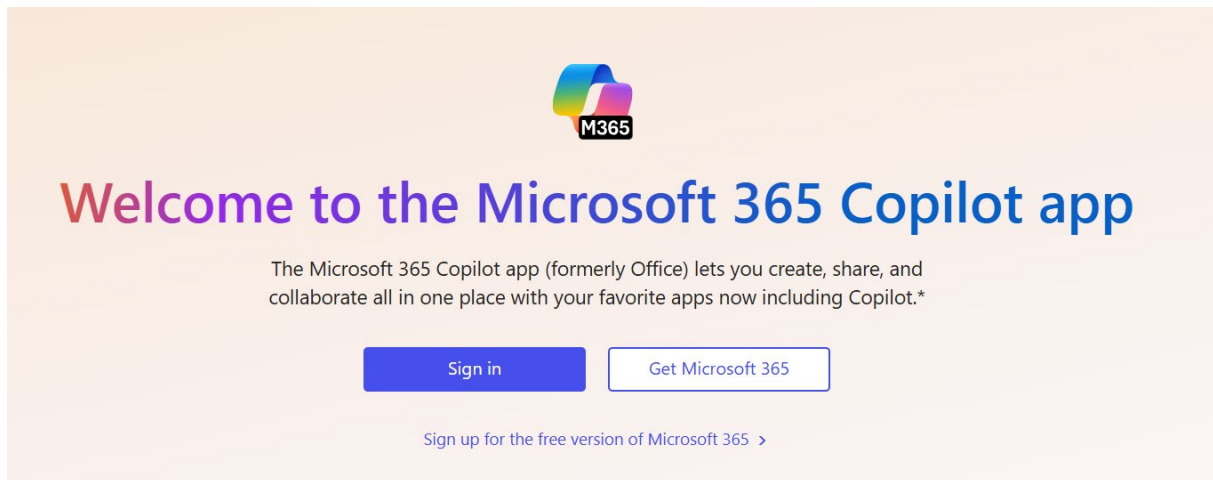 M365
Welcome to the Microsoft 365 Copilot app
The Microsoft 365 Copilot app (formerly Office) lets you create, share, and
collaborate all in one place with your favorite apps now including Copilot.*
Sign in
Get Microsoft 365
Sign up for the free version of Microsoft 365 >